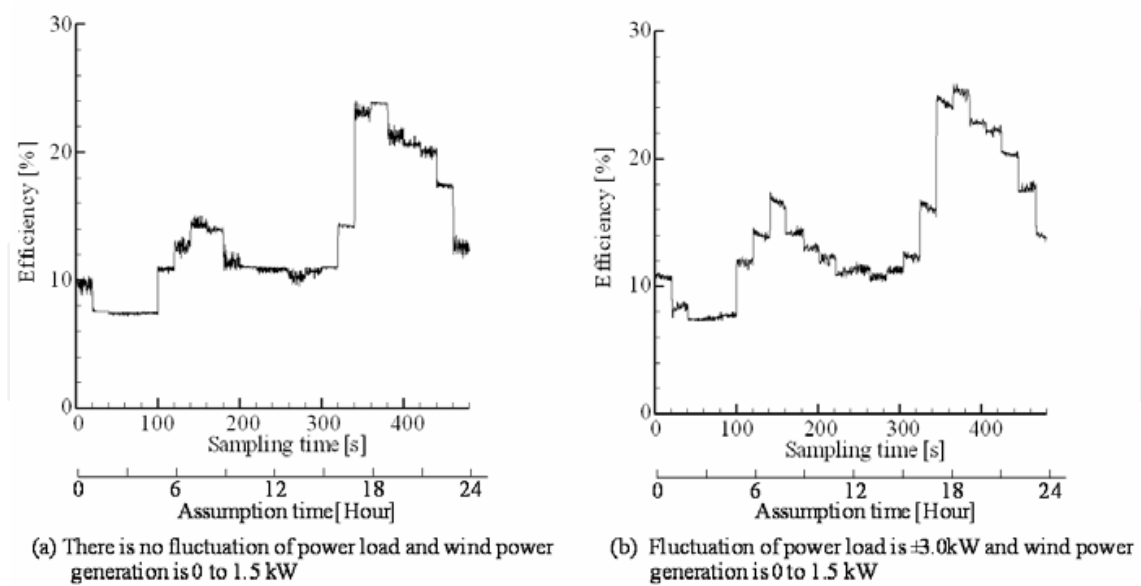 30
20
10
0
Efficiency [%]
0 100 200 300 400
Sampling time [s]
0 6 12 18 24
Assumption time [Hour]
(a) There is no fluctuation of power load and wind power
generation is 0 to 1.5 kW
30
20
10
0
Efficiency [%]
0 100 200 300 400
Sampling time [s]
0 6 12 18 24
Assumption time [Hour]
(b) Fluctuation of power load is ±3.0kW and wind power
generation is 0 to 1.5 kW